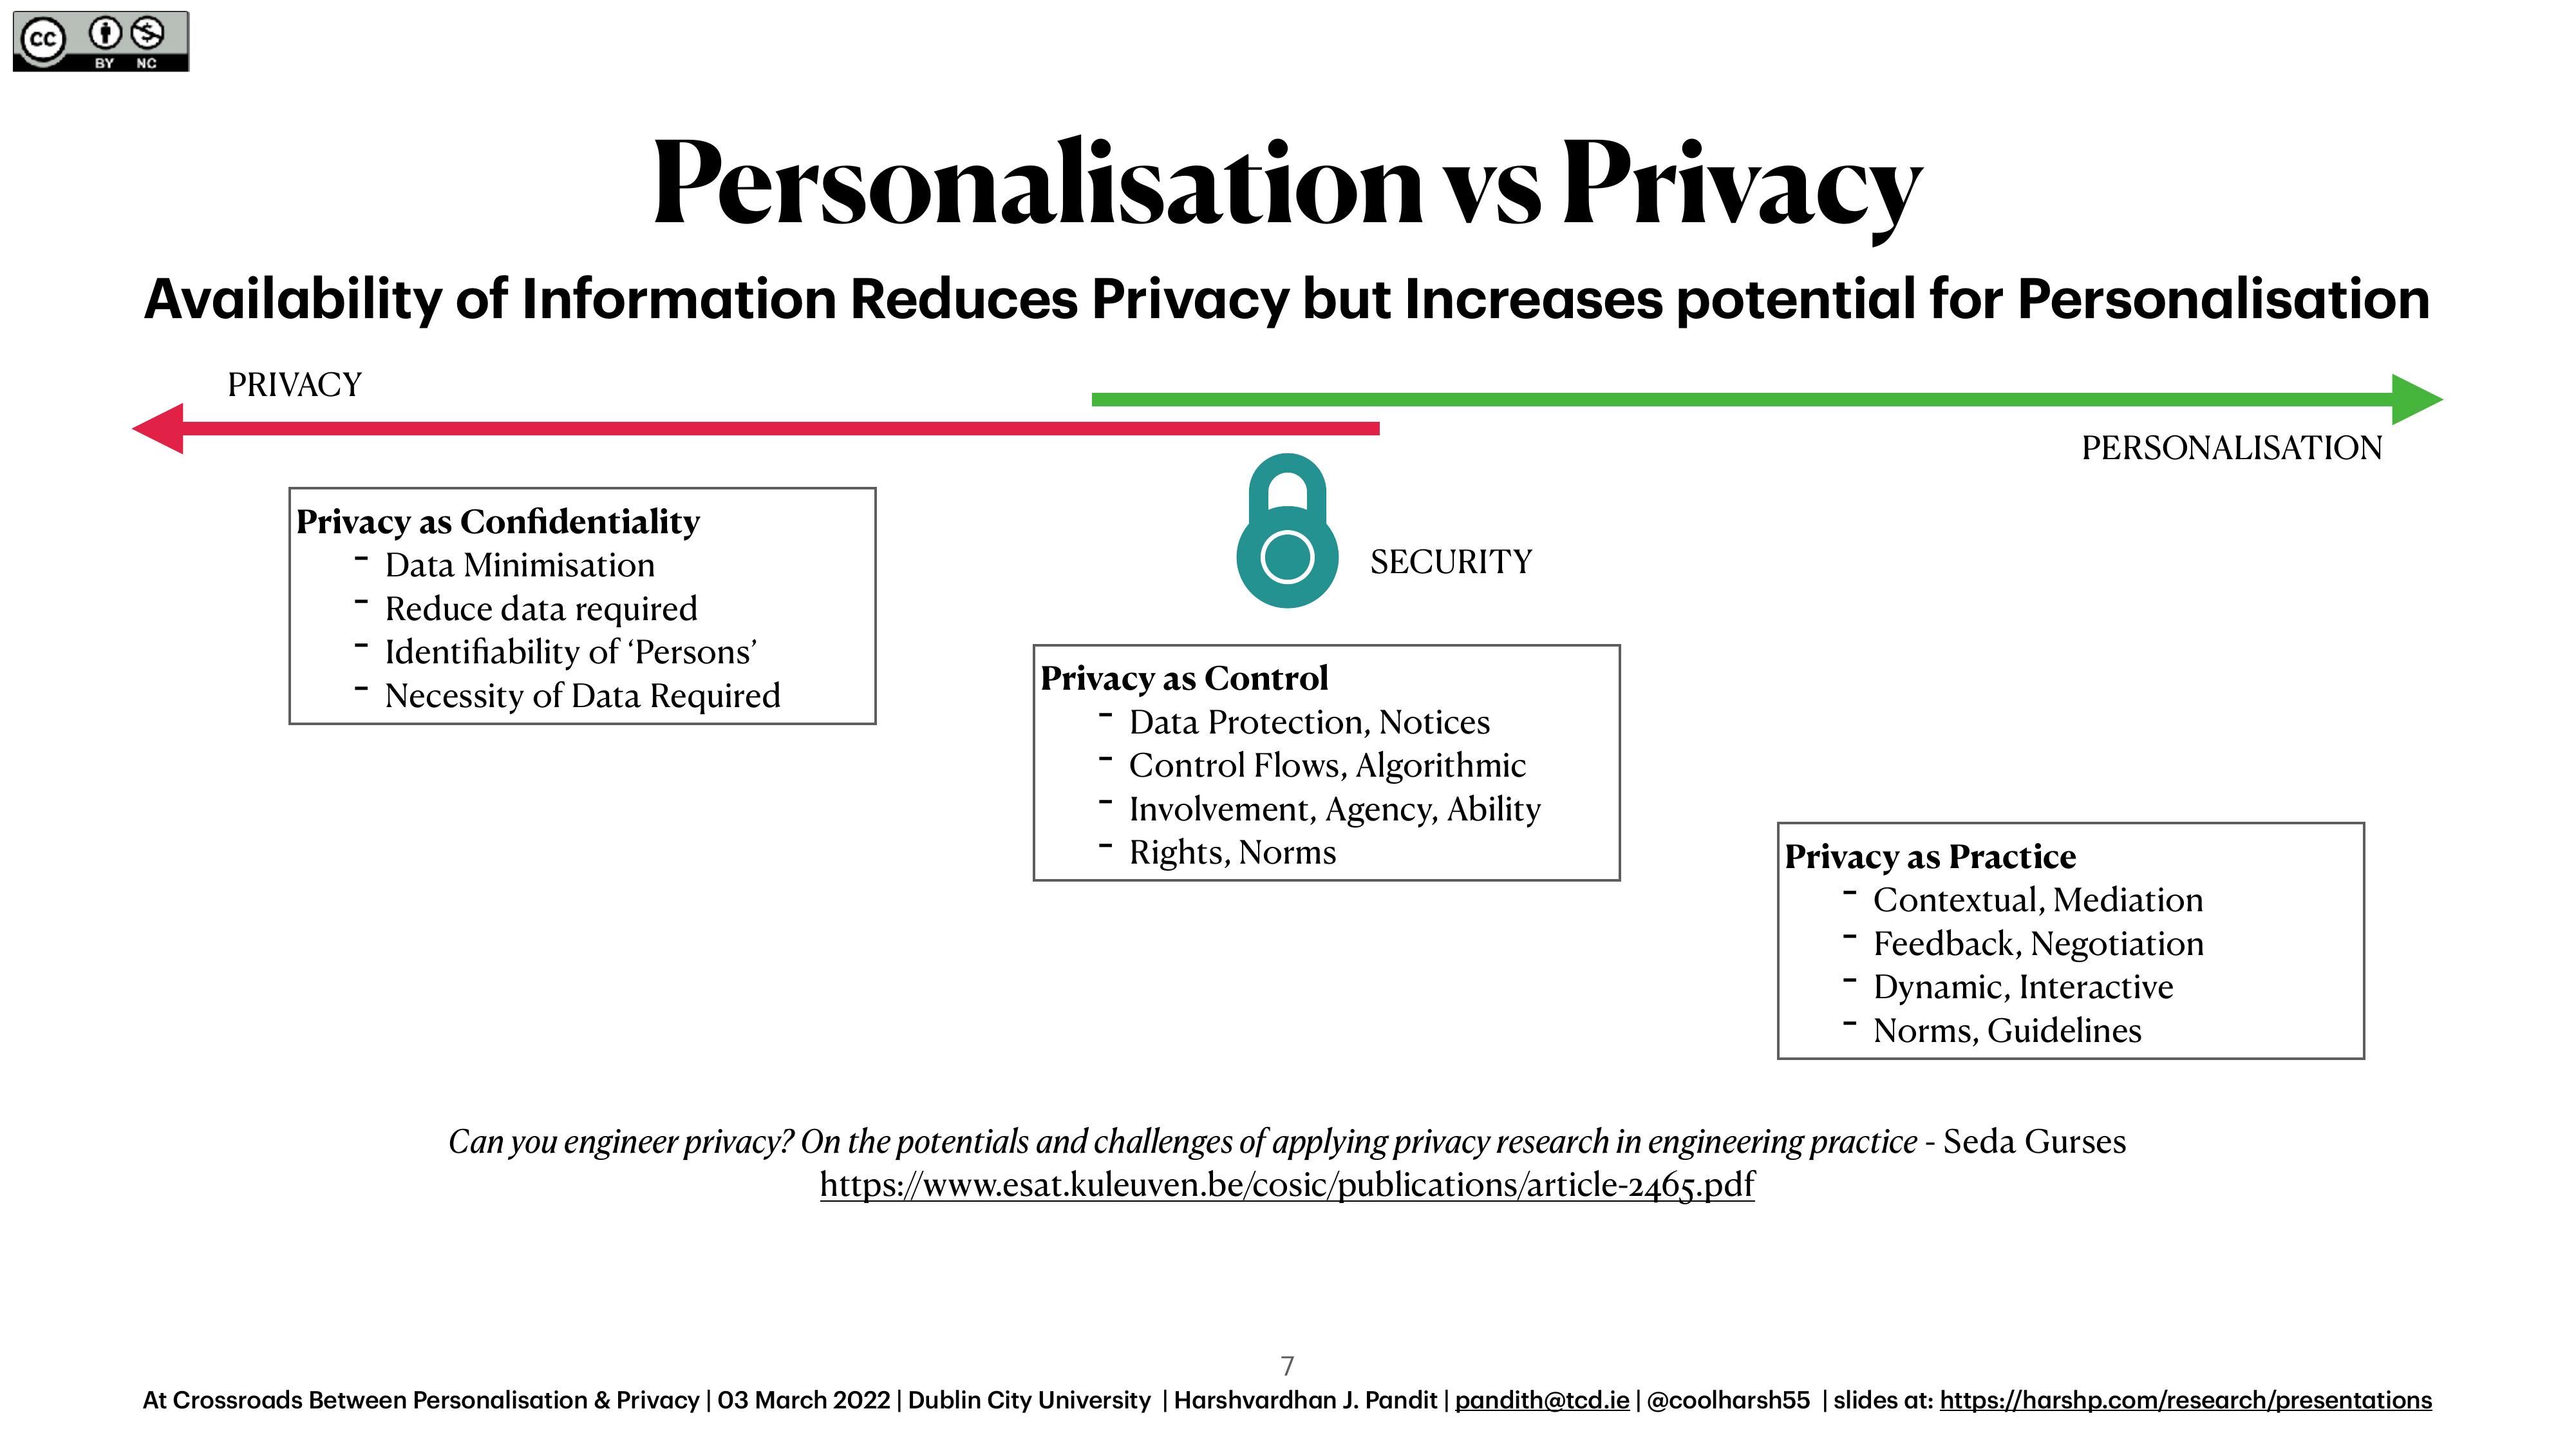 cc BY NC
Personalisation vs Privacy
Availability of Information Reduces Privacy but Increases potential for Personalisation
PRIVACY
PERSONALISATION
Privacy as Confidentiality
- Data Minimisation
- Reduce data required
- Identifiability of ‘Persons’
- Necessity of Data Required
SECURITY
Privacy as Control
- Data Protection, Notices
- Control Flows, Algorithmic
- Involvement, Agency, Ability
- Rights, Norms
Privacy as Practice
- Contextual, Mediation
- Feedback, Negotiation
- Dynamic, Interactive
- Norms, Guidelines
Can you engineer privacy? On the potentials and challenges of applying privacy research in engineering practice - Seda Gurses
https://www.esat.kuleuven.be/cosic/publications/article-2465.pdf
7
At Crossroads Between Personalisation & Privacy | 03 March 2022 | Dublin City University | Harshvardhan J. Pandit | pandith@tcd.ie | @coolharsh55 | slides at: https://harshp.com/research/presentations